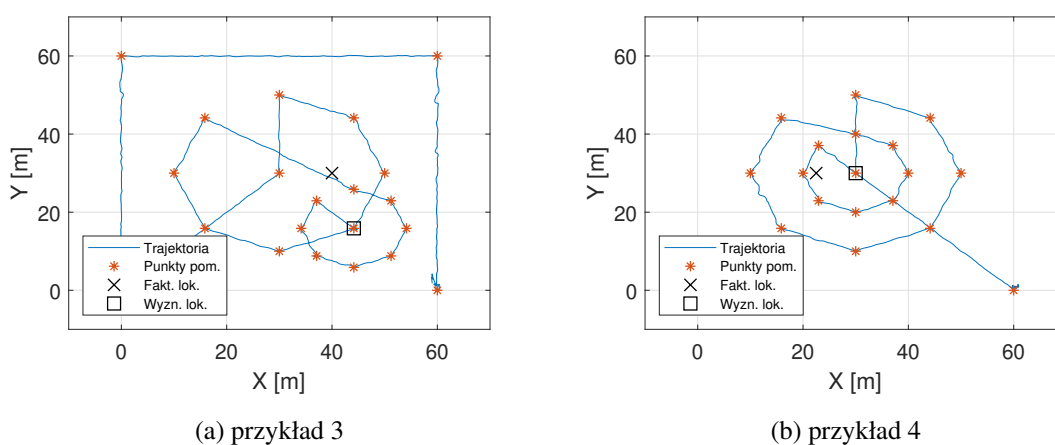 60
40
20
0
Y [m]
Trajektoria
Punkty pom.
Fakt. lok.
Wyzn. lok.
0 20 40 60
X [m]
(a) przykład 3
60
40
20
0
Y [m]
Trajektoria
Punkty pom.
Fakt. lok.
Wyzn. lok.
0 20 40 60
X [m]
(b) przykład 4